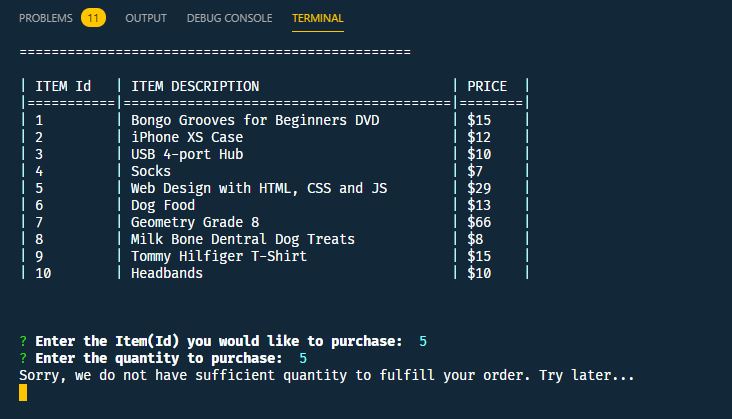 PROBLEMS 11 OUTPUT DEBUG CONSOLE TERMINAL
=================================================
| ITEM Id | ITEM DESCRIPTION | PRICE |
|===========|=========================================|========|
| 1 | Bongo Grooves for Beginners DVD | $15 |
| 2 | iPhone XS Case | $12 |
| 3 | USB 4-port Hub | $10 |
| 4 | Socks | $7 |
| 5 | Web Design with HTML, CSS and JS | $29 |
| 6 | Dog Food | $13 |
| 7 | Geometry Grade 8 | $66 |
| 8 | Milk Bone Dentral Dog Treats | $8 |
| 9 | Tommy Hilfiger T-Shirt | $15 |
| 10 | Headbands | $10 |
? Enter the Item(Id) you would like to purchase: 5
? Enter the quantity to purchase: 5
Sorry, we do not have sufficient quantity to fulfill your order. Try later...